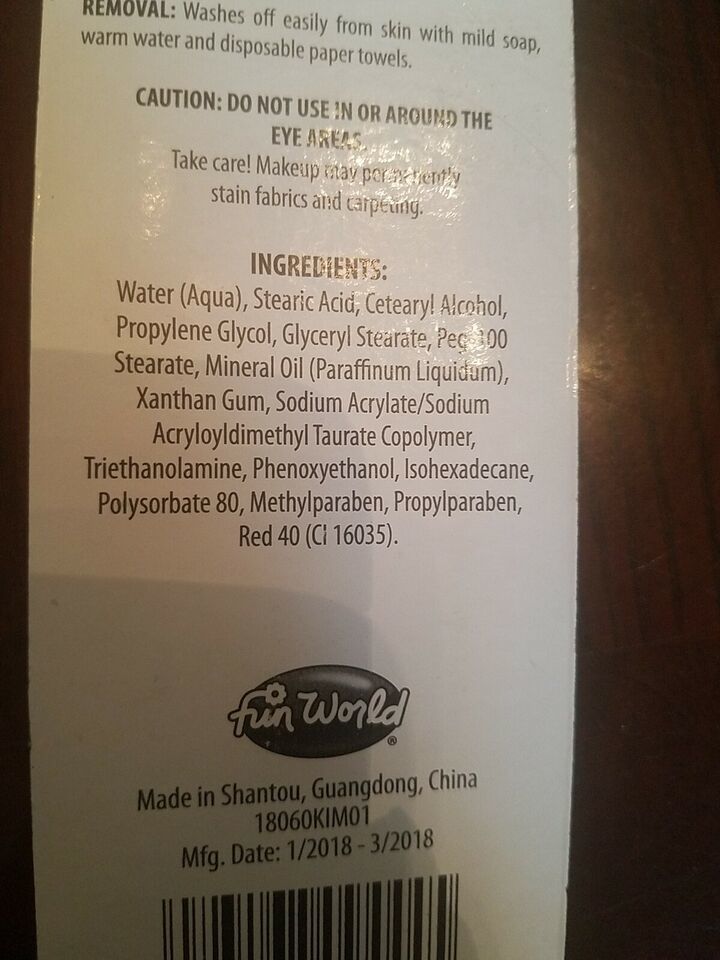 REMOVAL: Washes off easily from skin with mild soap,
warm water and disposable paper towels.
CAUTION: DO NOT USE IN OR AROUND THE
EYE AREAS.
Take care! Makeup may permanently
stain fabrics and carpeting.
INGREDIENTS:
Water (Aqua), Stearic Acid, Cetearyl Alcohol,
Propylene Glycol, Glyceryl Stearate, Peg-100
Stearate, Mineral Oil (Paraffinum Liquidum),
Xanthan Gum, Sodium Acrylate/Sodium
Acryloyldimethyl Taurate Copolymer,
Triethanolamine, Phenoxyethanol, Isohexadecane,
Polysorbate 80, Methylparaben, Propylparaben,
Red 40 (CI 16035).
fun World
®
Made in Shantou, Guangdong, China
18060KIM01
Mfg. Date: 1/2018 - 3/2018